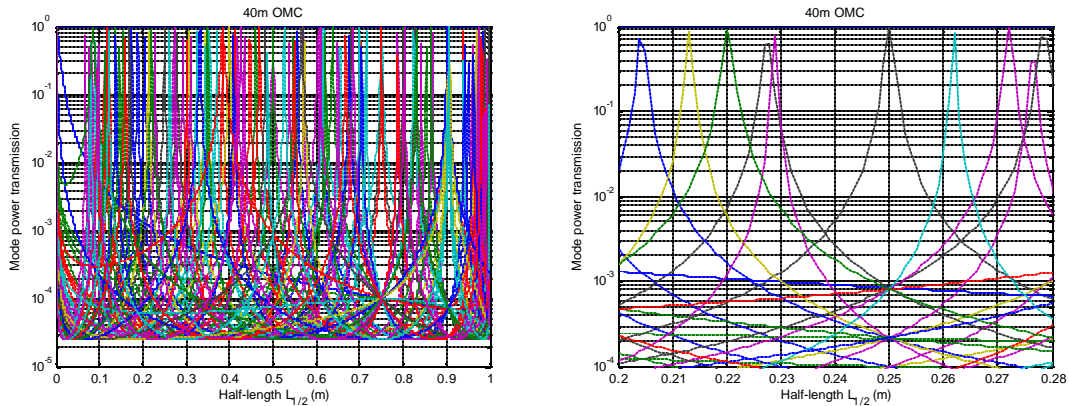 40m OMC
Mode power transmission
10^0
10^-1
10^-2
10^-3
10^-4
10^-5
0 0.1 0.2 0.3 0.4 0.5 0.6 0.7 0.8 0.9 1
Half-length L_1/2 (m)
40m OMC
Mode power transmission
10^0
10^-1
10^-2
10^-3
10^-4
0.2 0.21 0.22 0.23 0.24 0.25 0.26 0.27 0.28
Half-length L_1/2 (m)